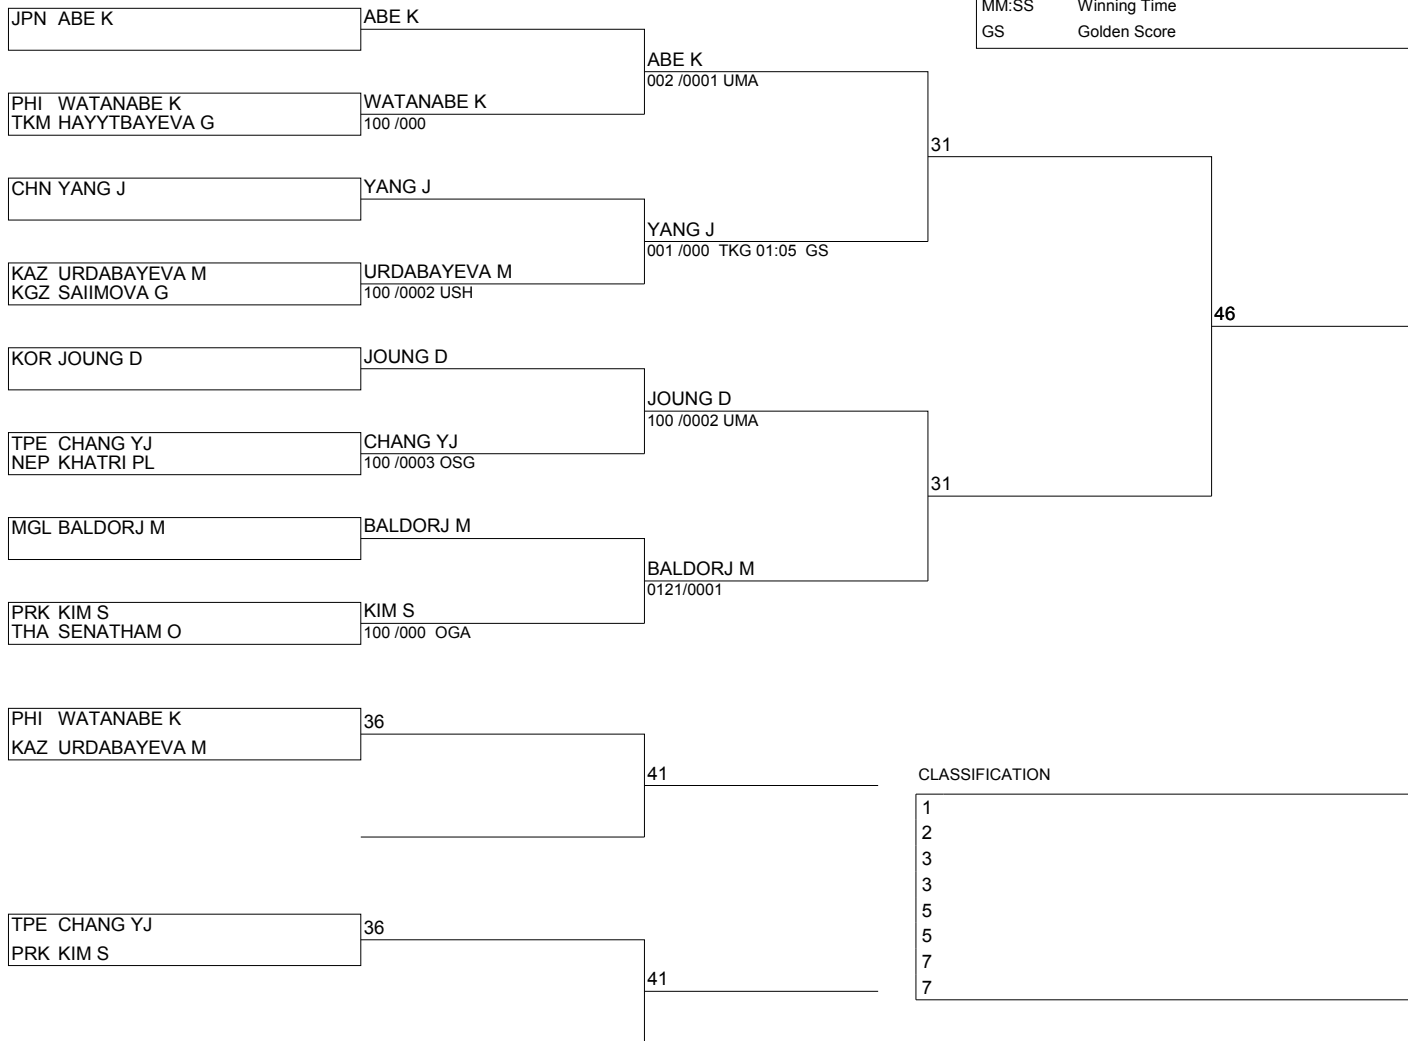 MM:SS Winning Time
GS Golden Score
JPN ABE K
ABE K
ABE K
002 /0001 UMA
PHI WATANABE K
TKM HAYYTBAYEVA G
WATANABE K
100 /000
31
CHN YANG J
YANG J
YANG J
001 /000 TKG 01:05 GS
KAZ URDABAYEVA M
KGZ SAIIMOVA G
URDABAYEVA M
100 /0002 USH
46
KOR JOUNG D
JOUNG D
JOUNG D
100 /0002 UMA
TPE CHANG YJ
NEP KHATRI PL
CHANG YJ
100 /0003 OSG
31
MGL BALDORJ M
BALDORJ M
BALDORJ M
0121/0001
PRK KIM S
THA SENATHAM O
KIM S
100 /000 OGA
PHI WATANABE K
KAZ URDABAYEVA M
36
41
TPE CHANG YJ
PRK KIM S
36
41
CLASSIFICATION
1
2
3
3
5
5
7
7